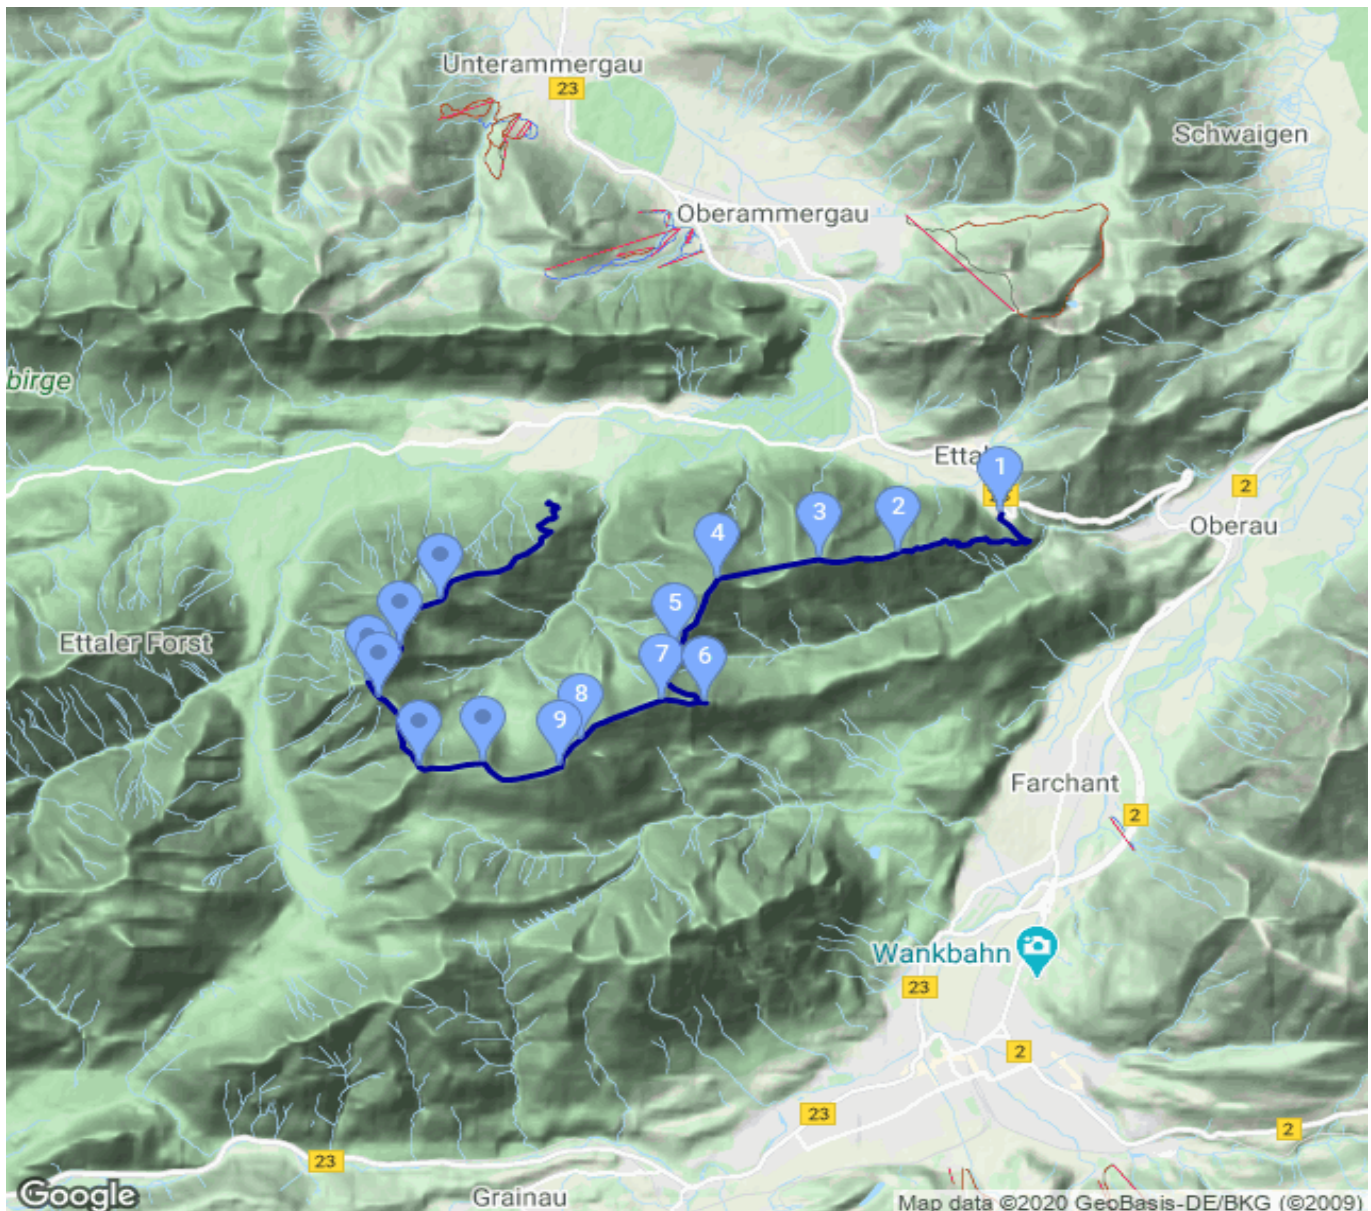 Unterammergau
23
Schwaigen
Oberammergau
birge
Etta
1
2
2
3
Oberau
4
5
Ettaler Forst
7
6
8
9
Farchant
2
Wankbahn
23
2
23
2
23
Grainau
Google
Map data ©2020 GeoBasis-DE/BKG (©2009)